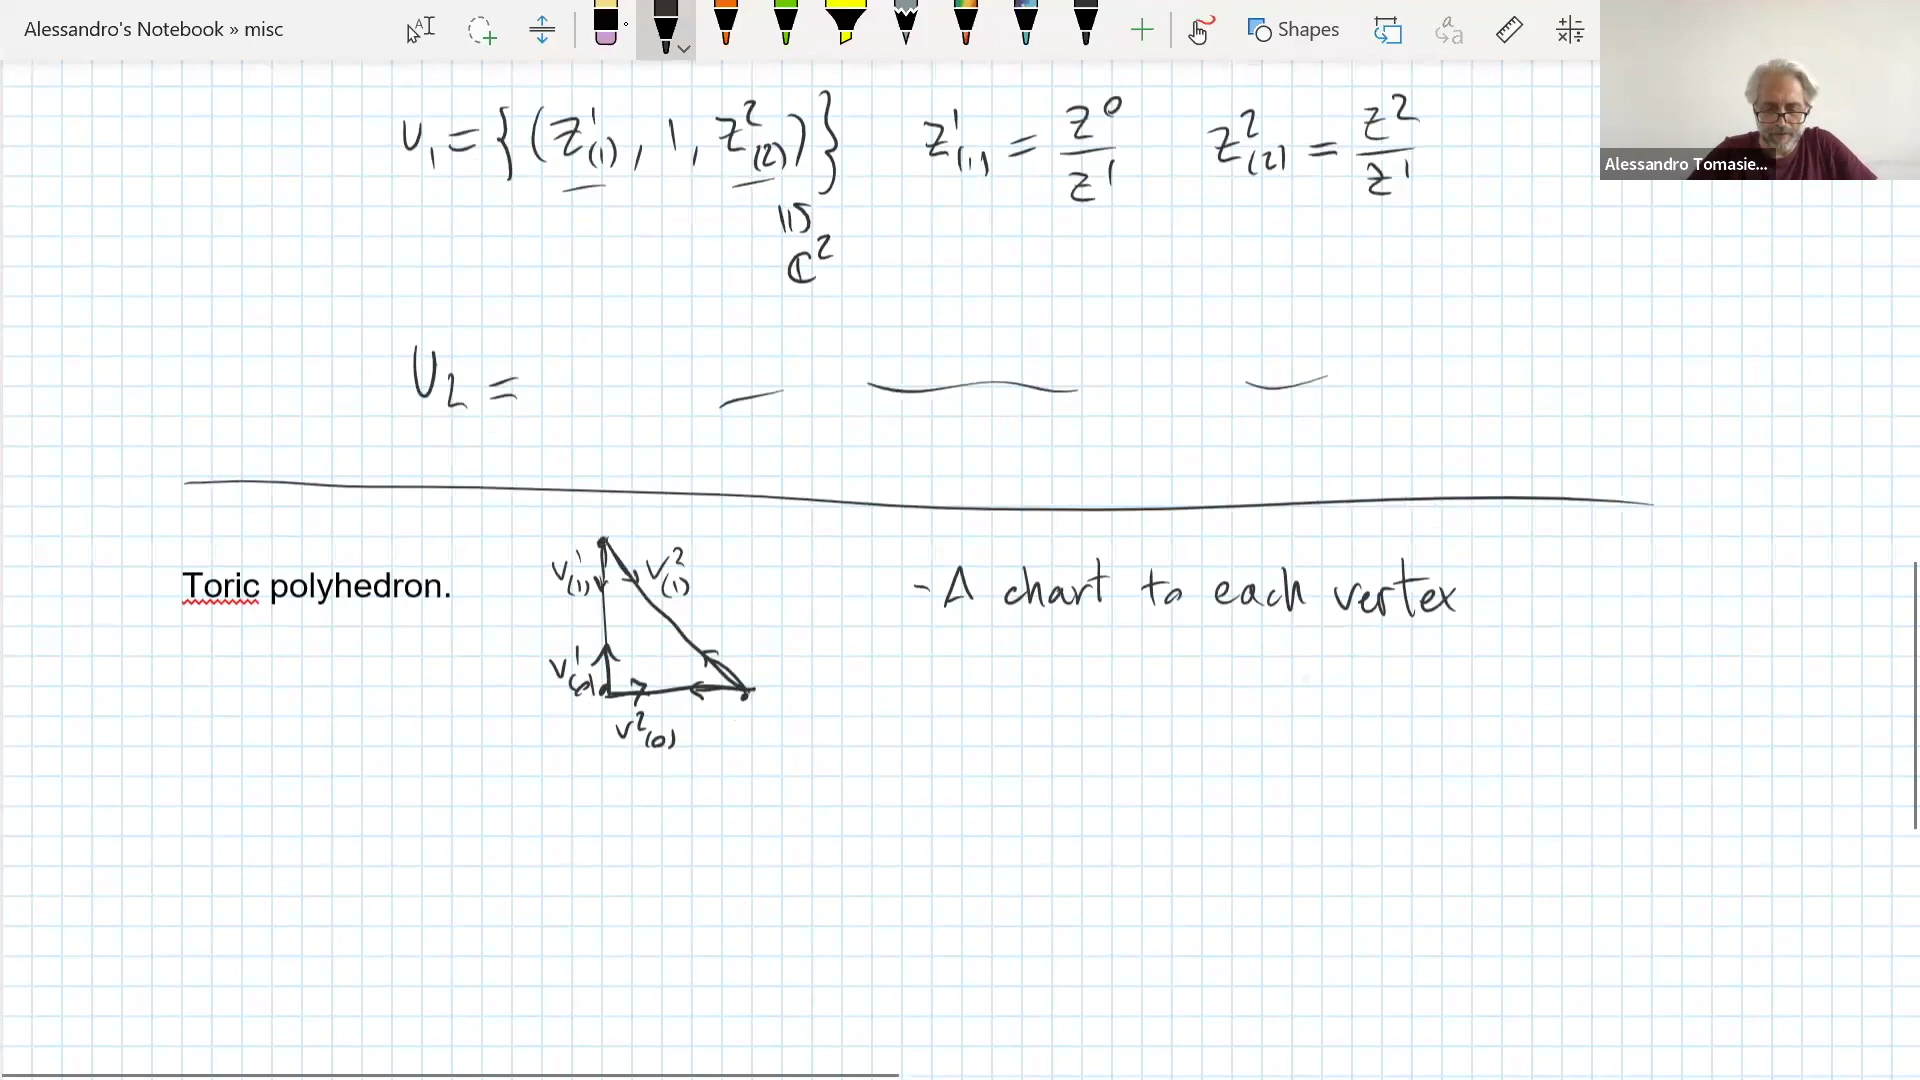 Alessandro's Notebook » misc
Shapes
Alessandro Tomasie...
U₁ = { (z¹₍₁₎, 1, z²₍₂₎) } z¹₍₁₎ = z⁰/z¹ z²₍₂₎ = z²/z¹
ℂ²
U₂ =
Toric polyhedron.
v¹₍₁₎ v²₍₁₎
v¹₍₀₎
v²₍₀₎
- A chart to each vertex